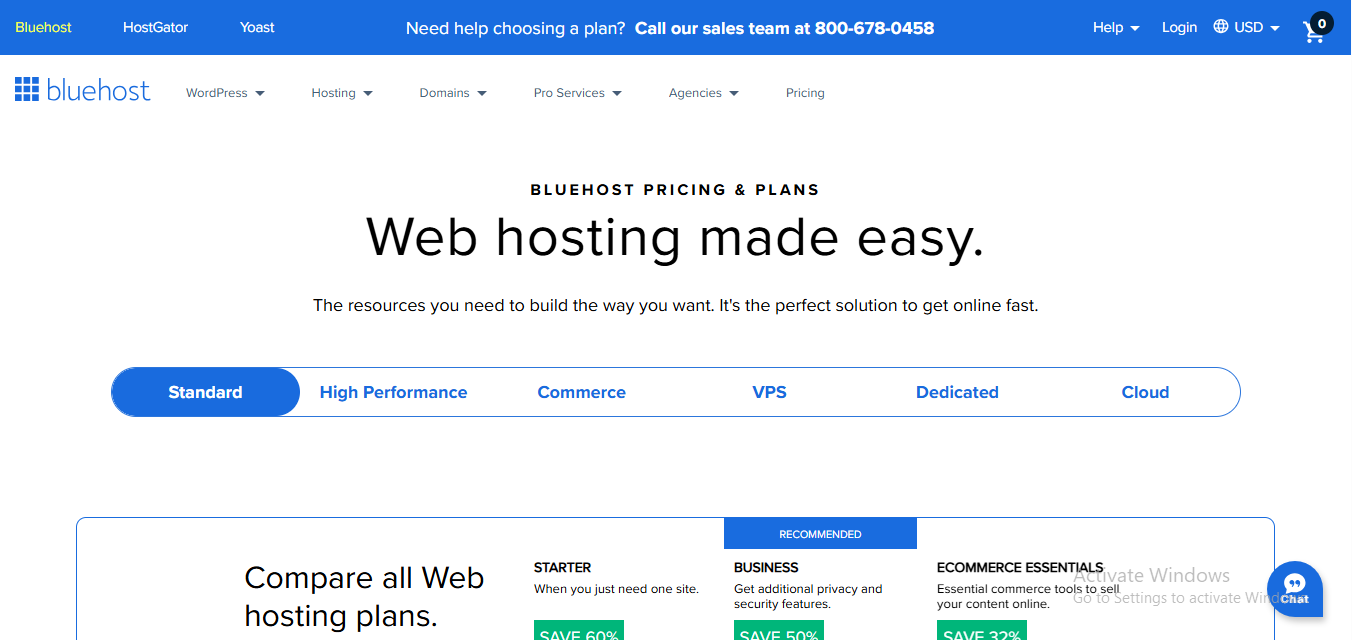 Bluehost HostGator Yoast Need help choosing a plan? Call our sales team at 800-678-0458 Help Login USD 0
bluehost WordPress Hosting Domains Pro Services Agencies Pricing
BLUEHOST PRICING & PLANS
Web hosting made easy.
The resources you need to build the way you want. It's the perfect solution to get online fast.
Standard High Performance Commerce VPS Dedicated Cloud
RECOMMENDED
Compare all Web
hosting plans.
STARTER
When you just need one site.
SAVE 60%
BUSINESS
Get additional privacy and
security features.
SAVE 50%
ECOMMERCE ESSENTIALS
Essential commerce tools to sell
your content online.
SAVE 32%
Activate Windows
Go to Settings to activate Windows.
Chat